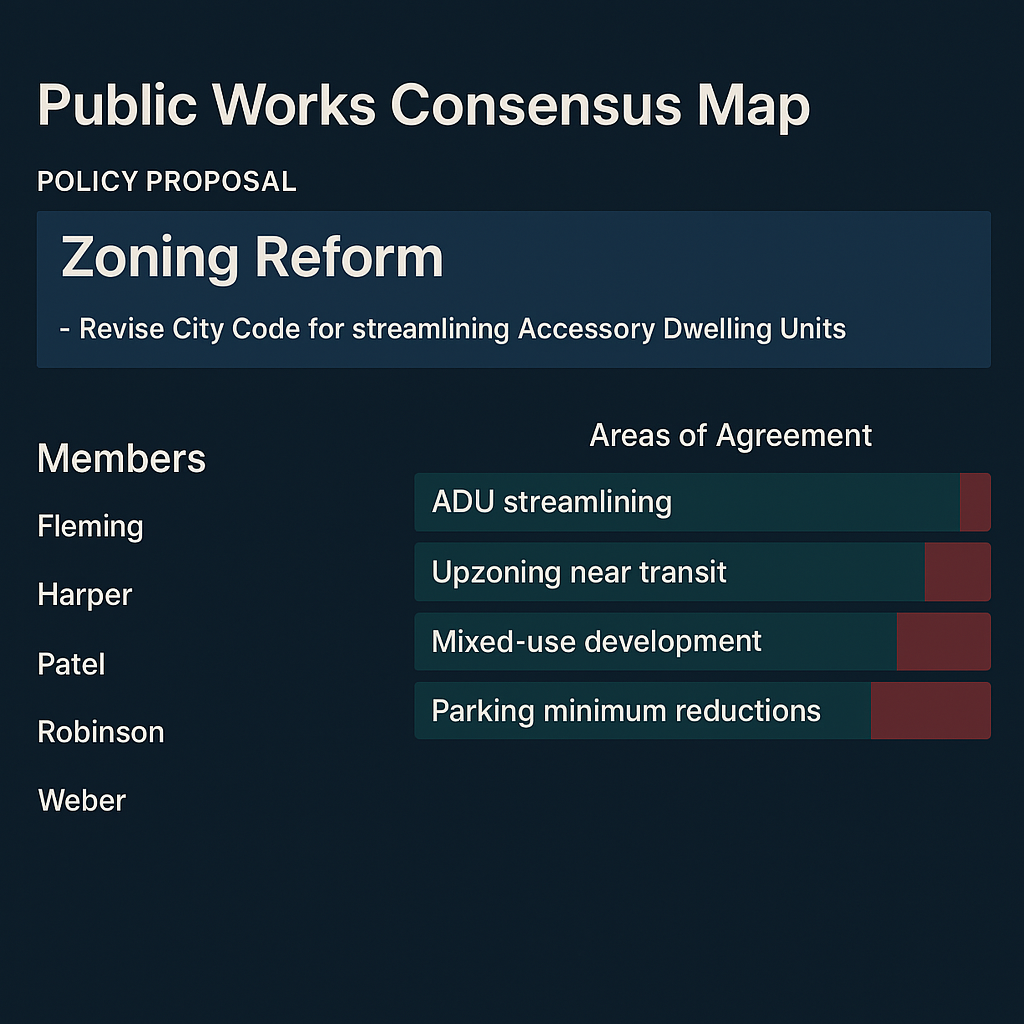 Public Works Consensus Map
POLICY PROPOSAL
Zoning Reform
- Revise City Code for streamlining Accessory Dwelling Units
Members
Fleming
Harper
Patel
Robinson
Weber
Areas of Agreement
ADU streamlining
Upzoning near transit
Mixed-use development
Parking minimum reductions